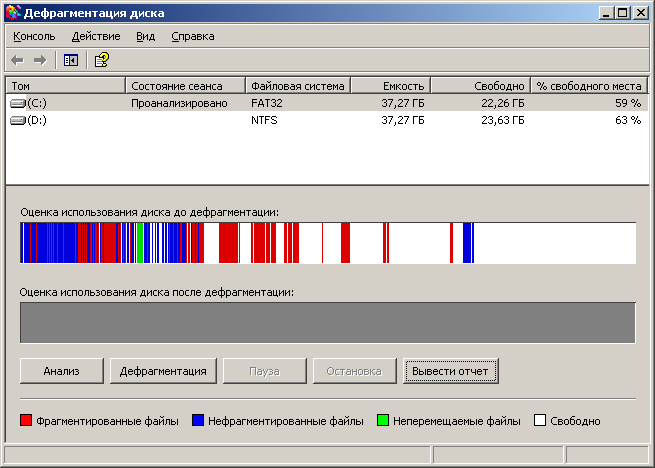 Дефрагментация диска
Консоль Действие Вид Справка
Том Состояние сеанса Файловая система Емкость Свободно % свободного места
(C:) Проанализировано FAT32 37,27 ГБ 22,26 ГБ 59 %
(D:) NTFS 37,27 ГБ 23,63 ГБ 63 %
Оценка использования диска до дефрагментации:
Оценка использования диска после дефрагментации:
Анализ Дефрагментация Пауза Остановка Вывести отчет
Фрагментированные файлы Нефрагментированные файлы Неперемещаемые файлы Свободно